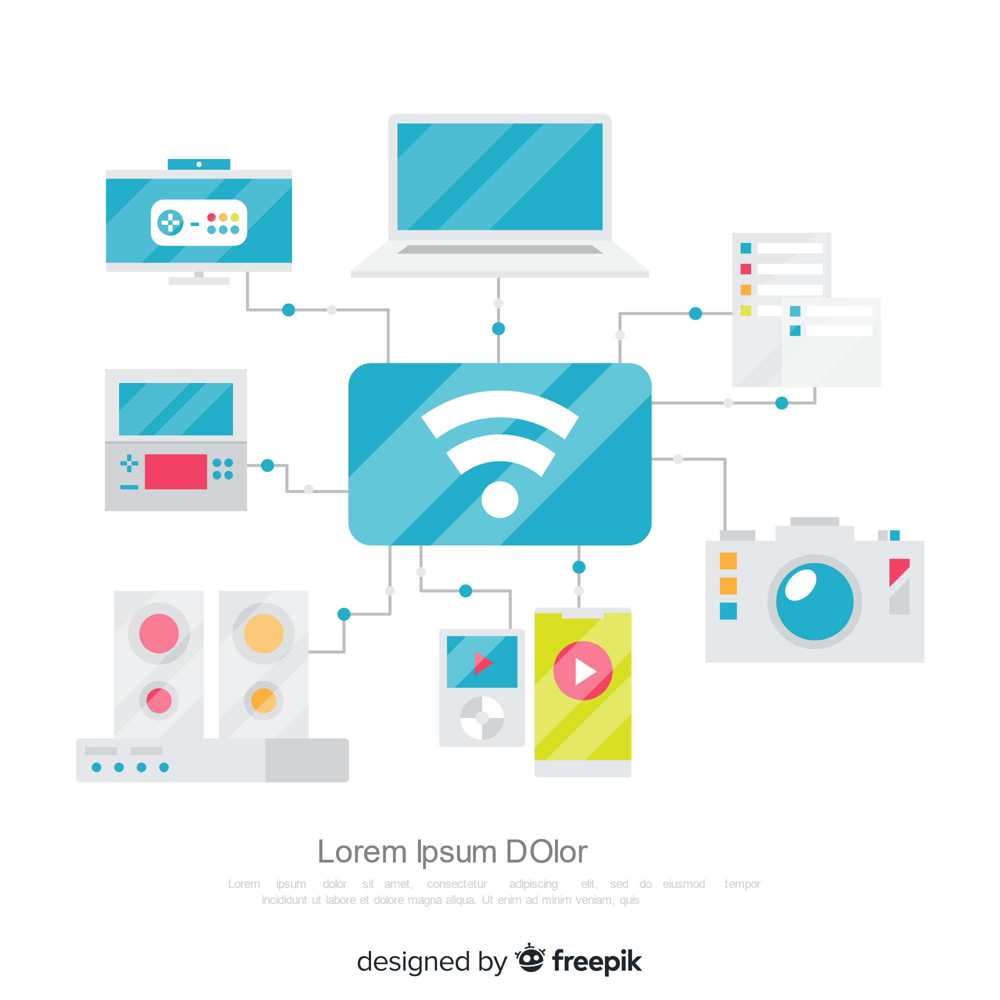 Lorem Ipsum DOlor
Lorem ipsum dolor sit amet, consectetur adipiscing elit, sed do eiusmod tempor
incididunt ut labore et dolore magna aliqua. Ut enim ad minim veniam, quis
designed by freepik